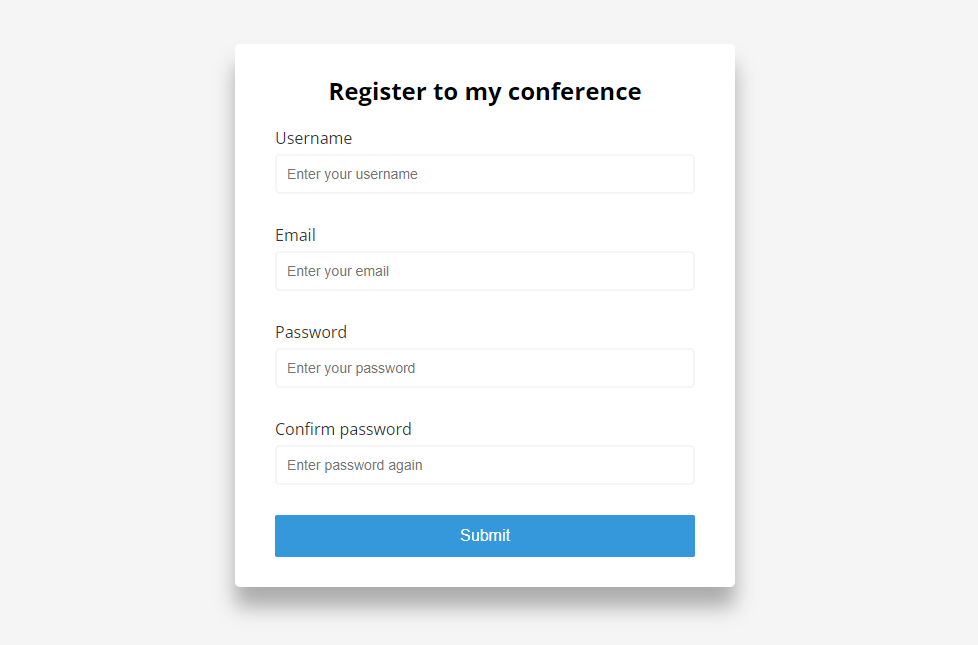 Register to my conference
Username
Enter your username
Email
Enter your email
Password
Enter your password
Confirm password
Enter password again
Submit